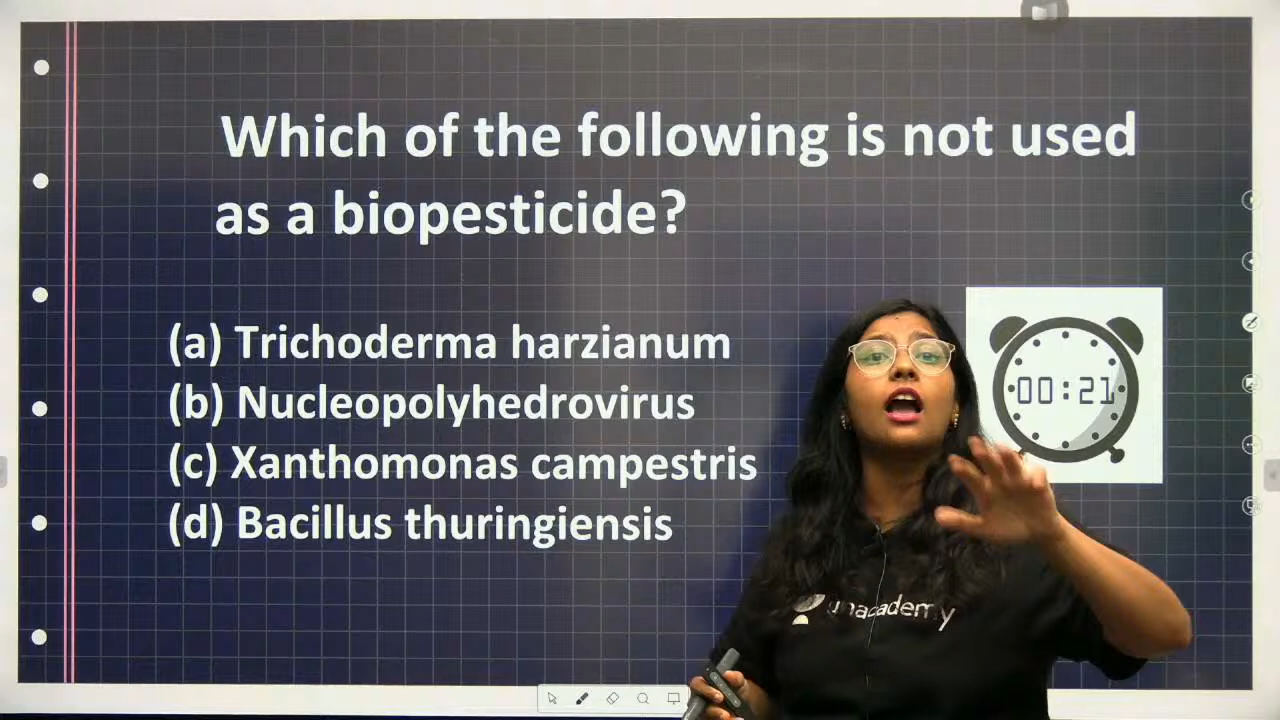 Which of the following is not used
as a biopesticide?
(a) Trichoderma harzianum
(b) Nucleopolyhedrovirus
(c) Xanthomonas campestris
(d) Bacillus thuringiensis
00:21
unacademy